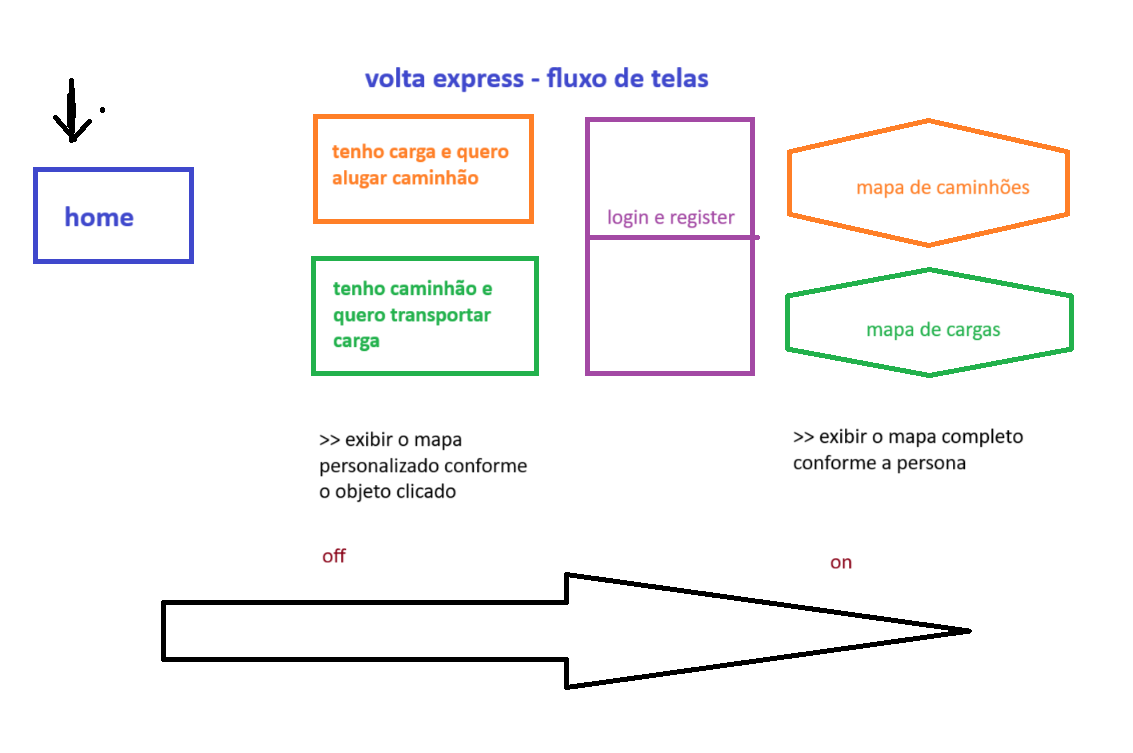 volta express - fluxo de telas
home
tenho carga e quero
alugar caminhão
tenho caminhão e
quero transportar
carga
login e register
mapa de caminhões
mapa de cargas
>> exibir o mapa
personalizado conforme
o objeto clicado
>> exibir o mapa completo
conforme a persona
off
on